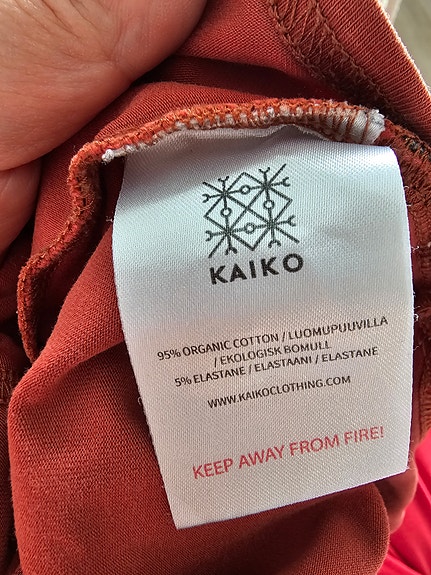 KAIKO
95% ORGANIC COTTON / LUOMUPUUVILLA
/ EKOLOGISK BOMULL
5% ELASTANE / ELASTAANI / ELASTANE
WWW.KAIKOCLOTHING.COM
KEEP AWAY FROM FIRE!